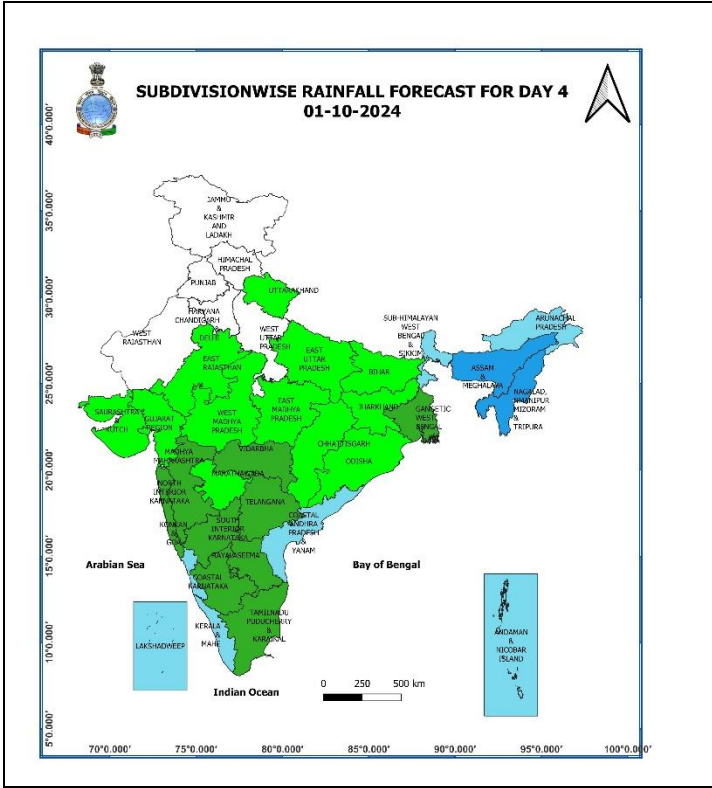 SUBDIVISIONWISE RAINFALL FORECAST FOR DAY 4
01-10-2024
40°0.000'
35°0.000'
30°0.000'
25°0.000'
20°0.000'
15°0.000'
10°0.000'
5°0.000'
JAMMU
&
KASHMIR
AND
LADAKH
HIMACHAL
PRADESH
PUNJAB
UTTARAKHAND
HARYANA
CHANDIGARH
&
DELHI
WEST
RAJASTHAN
WEST
UTTAR
PRADESH
SUB-HIMALAYAN
WEST
BENGAL
&
SIKKIM
ARUNACHAL
PRADESH
EAST
RAJASTHAN
EAST
UTTAR
PRADESH
BIHAR
ASSAM
&
MEGHALAYA
NAGALAD,
MANIPUR
MIZORAM
&
TRIPURA
SAURASHTRA
&
KUTCH
GUJARAT
REGION
WEST
MADHYA
PRADESH
EAST
MADHYA
PRADESH
JHARKHAND
GANGETIC
WEST
BENGAL
CHHATTISGARH
ODISHA
MADHYA
MAHARASHTRA
VIDARBHA
MARATHAWADA
NORTH
INTERIOR
KARNATAKA
TELANGANA
KONKAN
&
GOA
SOUTH
INTERIOR
KARNATAKA
COASTAL
ANDHRA
PRADESH
&
YANAM
RAYALASEEMA
Arabian Sea
Bay of Bengal
COASTAL
KARNATAKA
TAMILNADU
PUDUCHERRY
&
KARAIKAL
KERALA
&
MAHE
LAKSHADWEEP
ANDAMAN
&
NICOBAR
ISLAND
Indian Ocean
0 250 500 km
70°0.000' 75°0.000' 80°0.000' 85°0.000' 90°0.000' 95°0.000' 100°0.000'